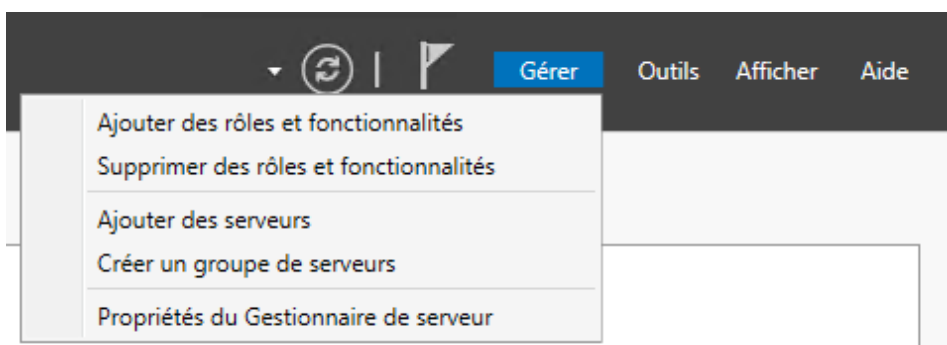 Gérer Outils Afficher Aide
Ajouter des rôles et fonctionnalités
Supprimer des rôles et fonctionnalités
Ajouter des serveurs
Créer un groupe de serveurs
Propriétés du Gestionnaire de serveur